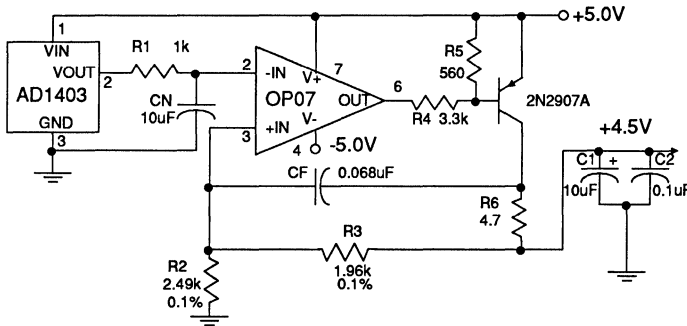 +5.0V
1
VIN
R1 1k
R5
560
VOUT
2
2
-IN
V+
7
AD1403
CN
10uF
OP07
OUT
6
2N2907A
R4 3.3k
GND
3
3
+IN
V-
4
-5.0V
+4.5V
CF 0.068uF
C1
+
C2
10uF
0.1uF
R6
4.7
R3
1.96k
0.1%
R2
2.49k
0.1%